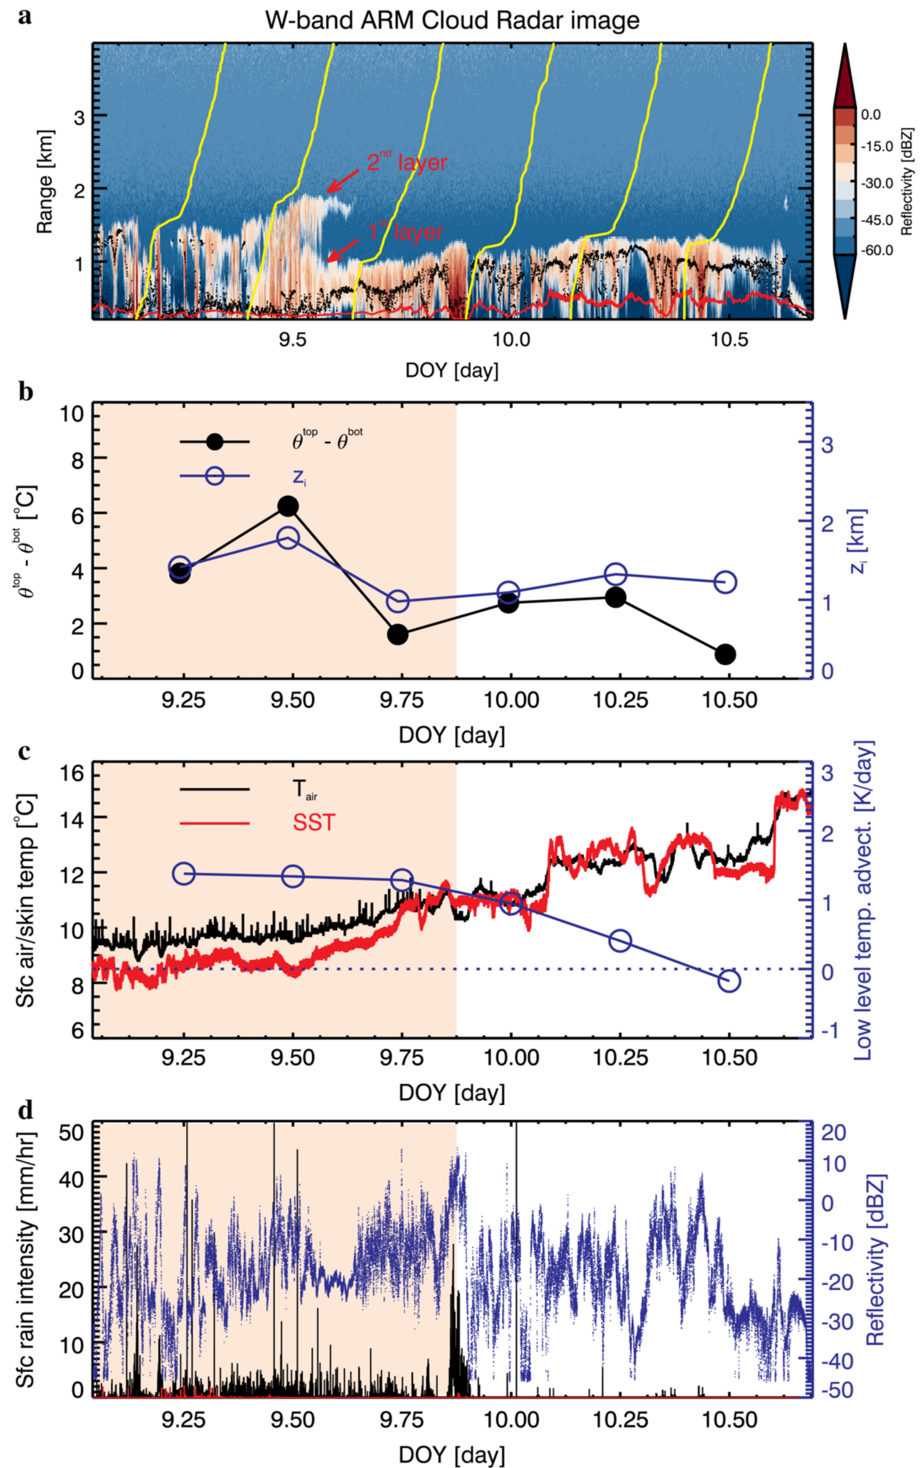 a
W-band ARM Cloud Radar image
Range [km]
3
2
1
2nd layer
1st layer
9.5
10.0
10.5
DOY [day]
0.0
-15.0
-30.0
-45.0
-60.0
Reflectivity [dBZ]
b
θtop - θbot [°C]
10
8
6
4
2
0
θtop - θbot
zi
3
2
1
0
zi [km]
9.25
9.50
9.75
10.00
10.25
10.50
DOY [day]
c
Sfc air/skin temp [°C]
16
14
12
10
8
6
Tair
SST
3
2
1
0
-1
Low level temp. advect. [K/day]
9.25
9.50
9.75
10.00
10.25
10.50
DOY [day]
d
Sfc rain intensity [mm/hr]
50
40
30
20
10
0
20
10
0
-10
-20
-30
-40
-50
Reflectivity [dBZ]
9.25
9.50
9.75
10.00
10.25
10.50
DOY [day]